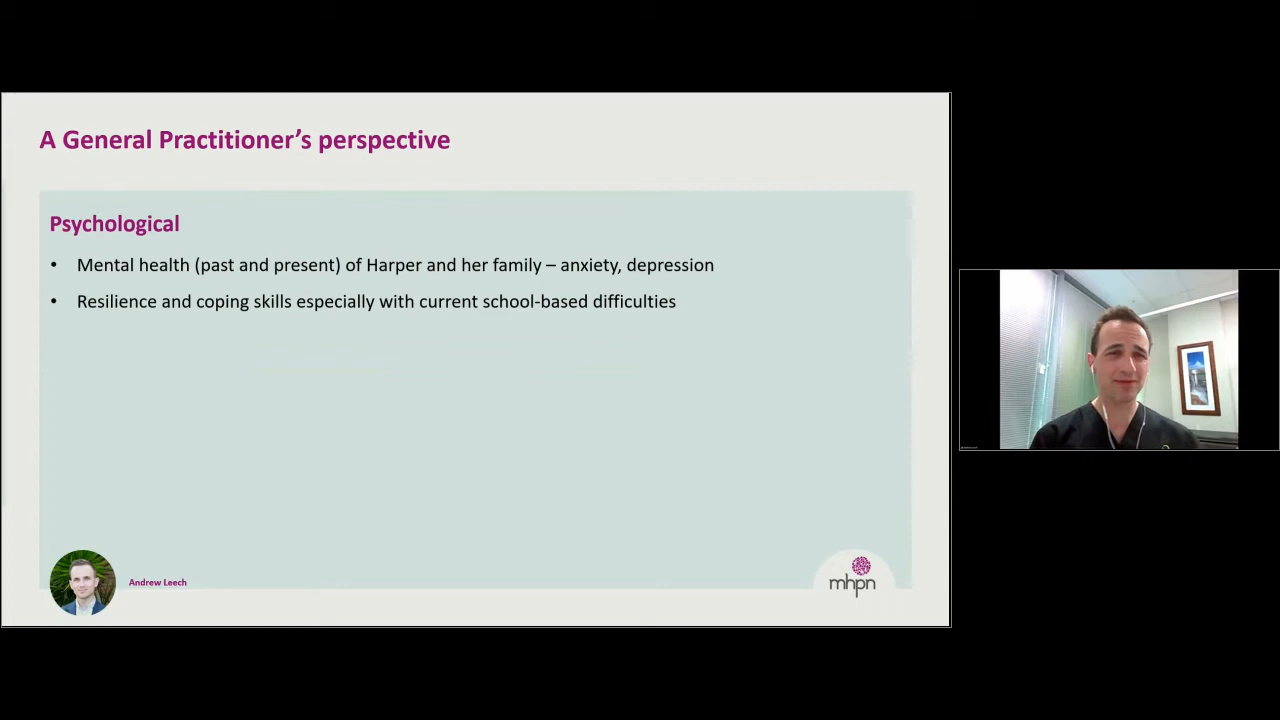 A General Practitioner’s perspective
Psychological
• Mental health (past and present) of Harper and her family – anxiety, depression
• Resilience and coping skills especially with current school-based difficulties
Andrew Leech
mhpn